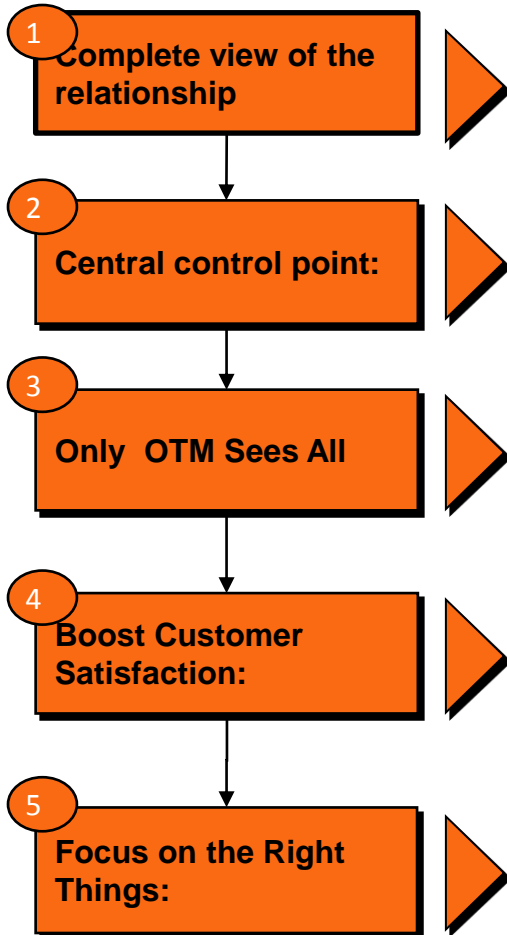 1
Complete view of the
relationship
2
Central control point:
3
Only  OTM Sees All
4
Boost Customer
Satisfaction:
5
Focus on the Right
Things: